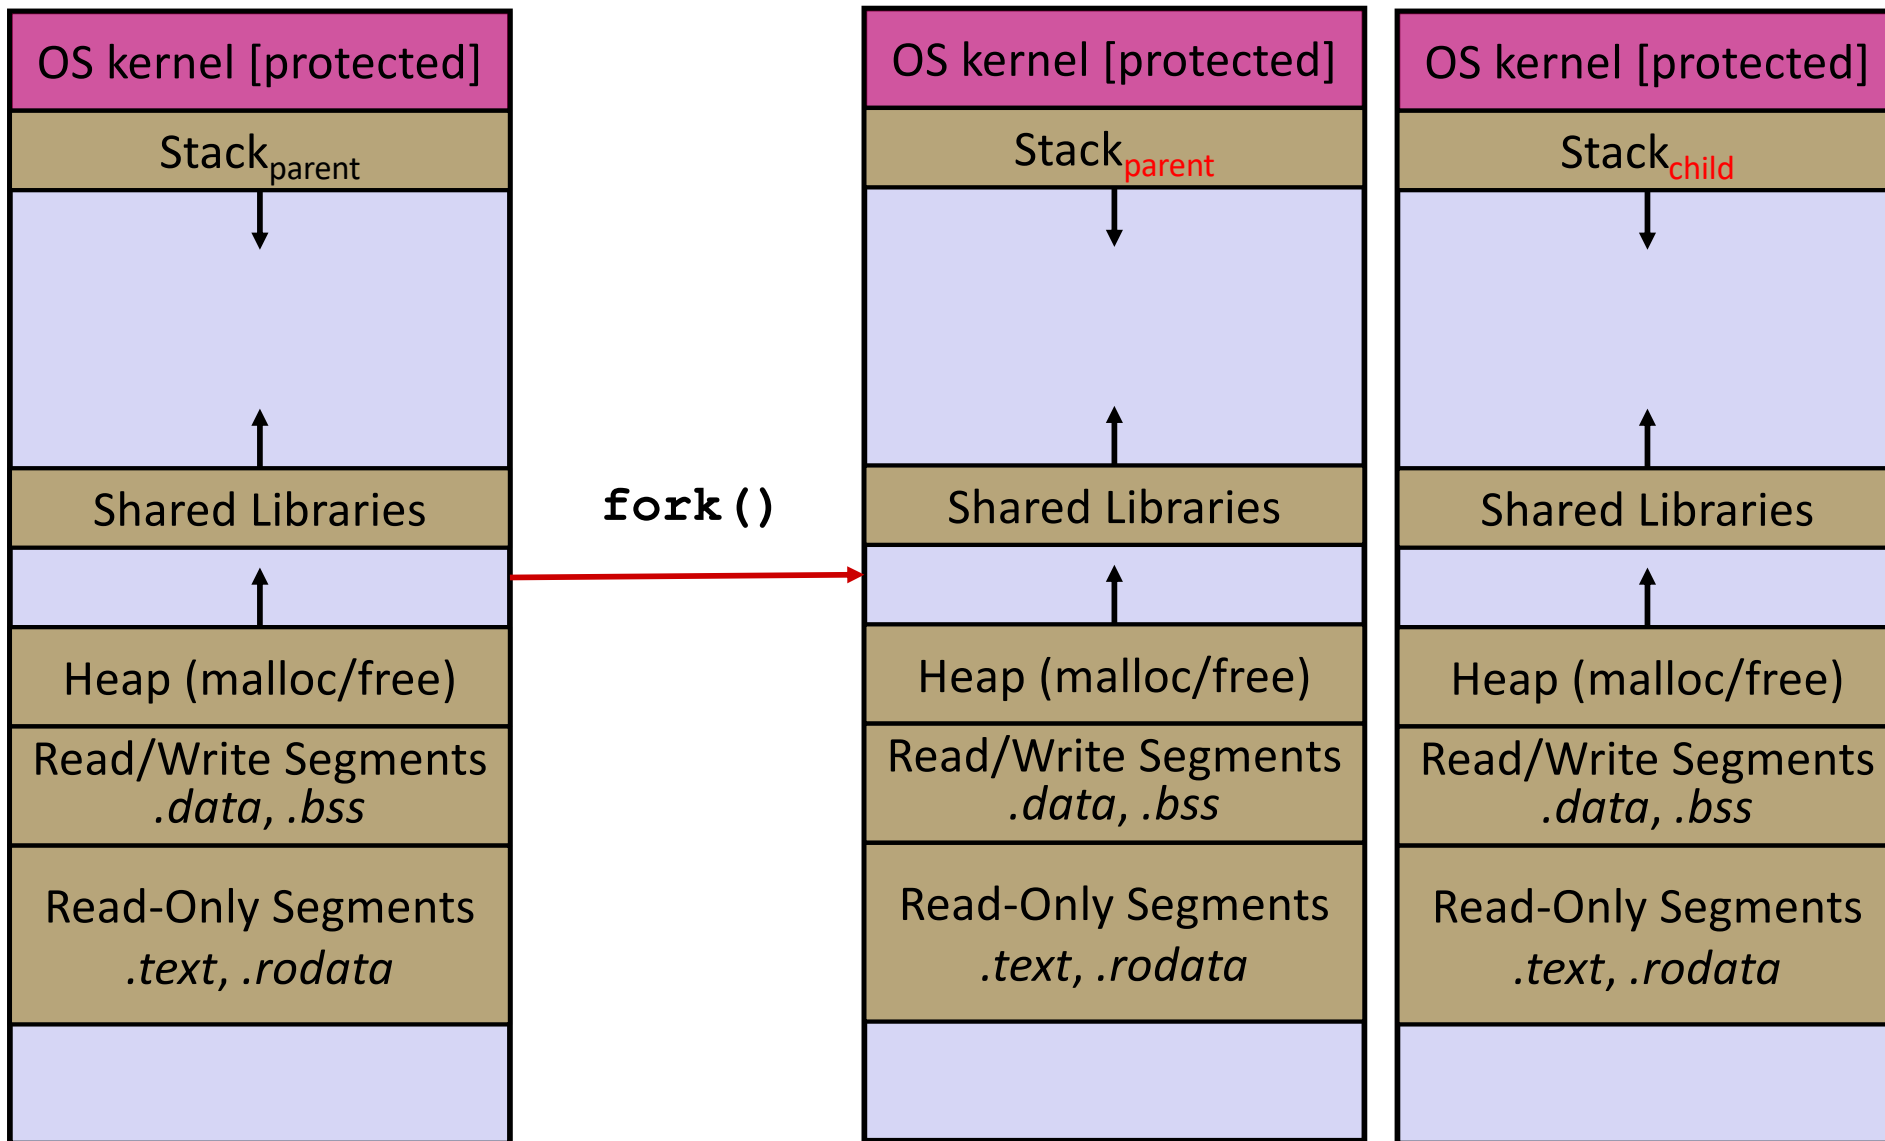 OS kernel [protected]
Stackparent
Shared Libraries
Heap (malloc/free)
Read/Write Segments
.data, .bss
Read-Only Segments
.text, .rodata
fork()
OS kernel [protected]
Stackparent
Shared Libraries
Heap (malloc/free)
Read/Write Segments
.data, .bss
Read-Only Segments
.text, .rodata
OS kernel [protected]
Stackchild
Shared Libraries
Heap (malloc/free)
Read/Write Segments
.data, .bss
Read-Only Segments
.text, .rodata